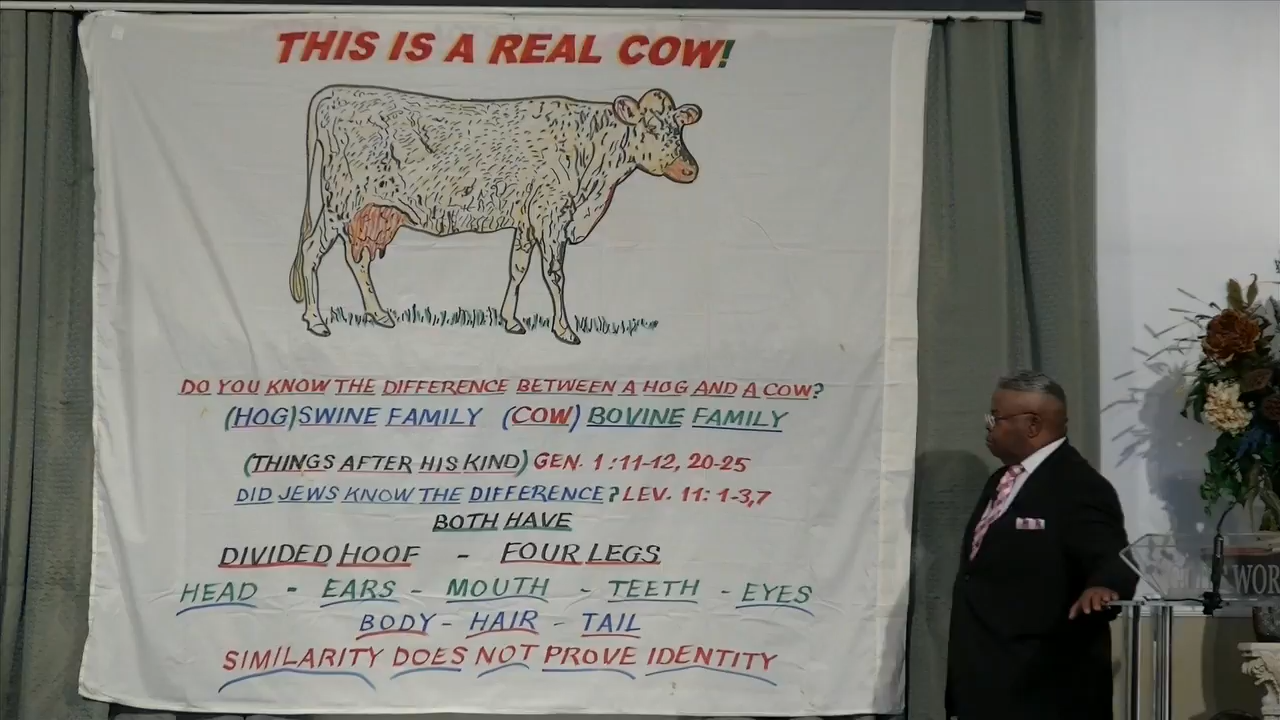 THIS IS A REAL COW!
DO YOU KNOW THE DIFFERENCE BETWEEN A HOG AND A COW?
(HOG)SWINE FAMILY (COW) BOVINE FAMILY
(THINGS AFTER HIS KIND) GEN. 1:11-12, 20-25
DID JEWS KNOW THE DIFFERENCE? LEV. 11: 1-3,7
BOTH HAVE
DIVIDED HOOF - FOUR LEGS
HEAD - EARS - MOUTH - TEETH - EYES
BODY - HAIR - TAIL
SIMILARITY DOES NOT PROVE IDENTITY